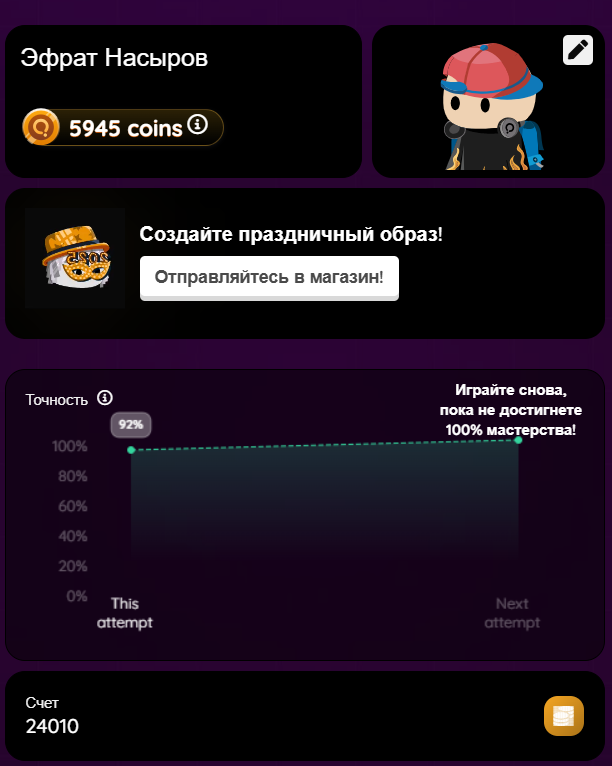 Эфрат Насыров
5945 coins
Создайте праздничный образ!
Отправляйтесь в магазин!
Точность
Играйте снова,
пока не достигнете
100% мастерства!
92%
100%
80%
60%
40%
20%
0%
This
attempt
Next
attempt
Счет
24010